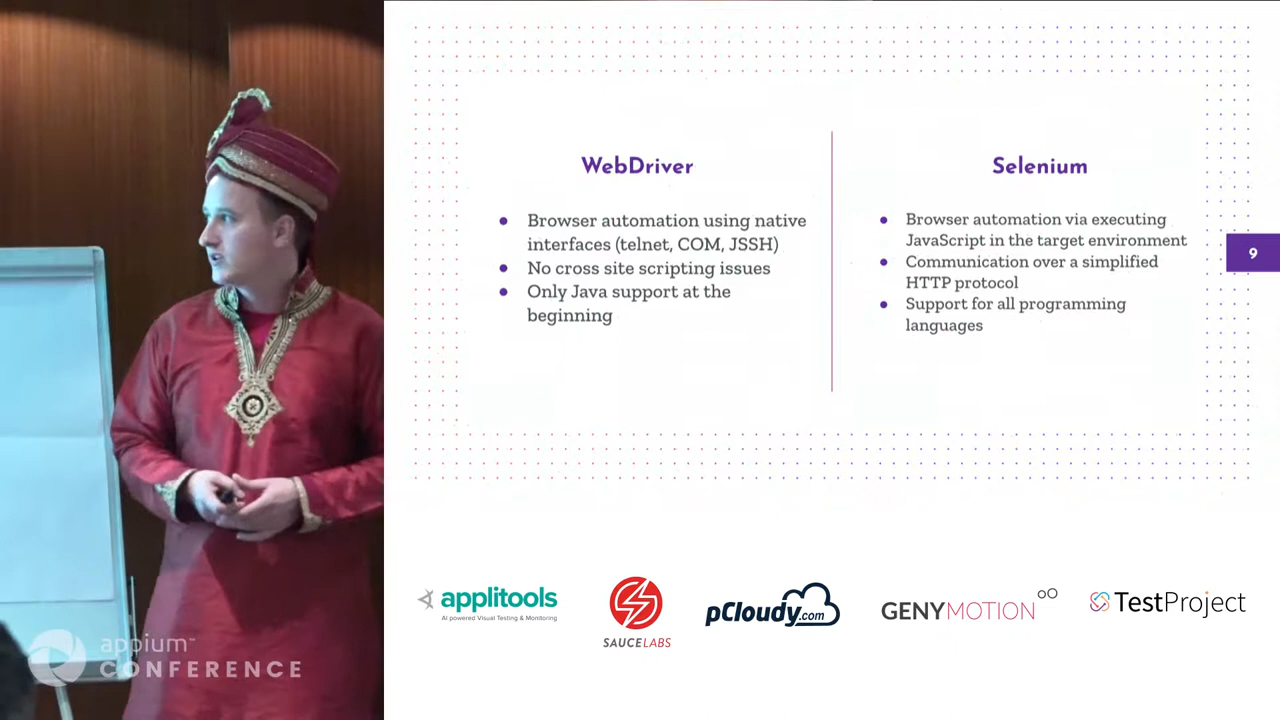 WebDriver
Browser automation using native
interfaces (telnet, COM, JSSH)
No cross site scripting issues
Only Java support at the
beginning
Selenium
Browser automation via executing
JavaScript in the target environment
Communication over a simplified
HTTP protocol
Support for all programming
languages
9
applitools
AI powered Visual Testing & Monitoring
SAUCELABS
pCloudy.com
GENYMOTION
TestProject
appium™
CONFERENCE